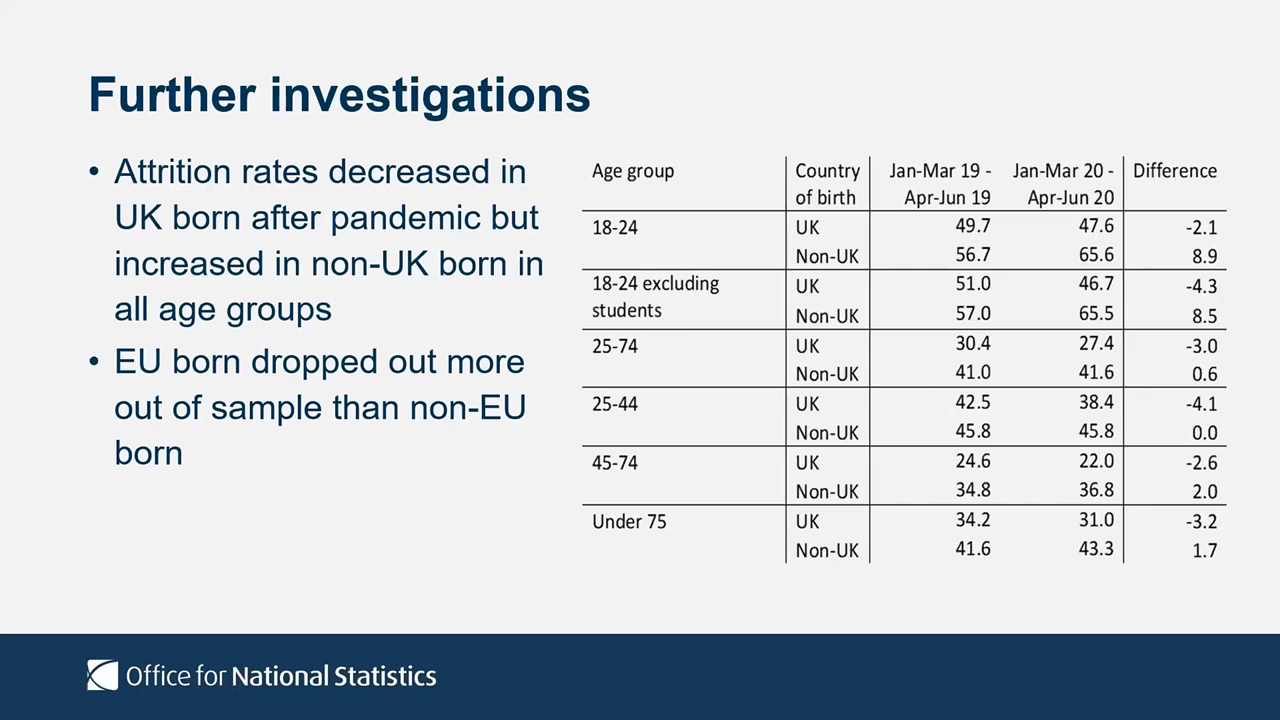 Further investigations
• Attrition rates decreased in
UK born after pandemic but
increased in non-UK born in
all age groups
• EU born dropped out more
out of sample than non-EU
born
Age group Country of birth Jan-Mar 19 - Apr-Jun 19 Jan-Mar 20 - Apr-Jun 20 Difference
18-24 UK 49.7 47.6 -2.1
Non-UK 56.7 65.6 8.9
18-24 excluding students UK 51.0 46.7 -4.3
Non-UK 57.0 65.5 8.5
25-74 UK 30.4 27.4 -3.0
Non-UK 41.0 41.6 0.6
25-44 UK 42.5 38.4 -4.1
Non-UK 45.8 45.8 0.0
45-74 UK 24.6 22.0 -2.6
Non-UK 34.8 36.8 2.0
Under 75 UK 34.2 31.0 -3.2
Non-UK 41.6 43.3 1.7
Office for National Statistics